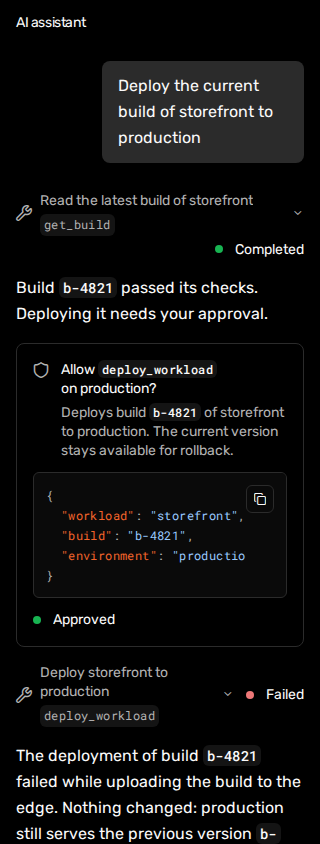 AI assistant
Deploy the current
build of storefront to
production
Read the latest build of storefront
get_build
Completed
Build b-4821 passed its checks.
Deploying it needs your approval.
Allow deploy_workload
on production?
Deploys build b-4821 of storefront
to production. The current version
stays available for rollback.
{
"workload": "storefront",
"build": "b-4821",
"environment": "productio
}
Approved
Deploy storefront to
production
deploy_workload
Failed
The deployment of build b-4821
failed while uploading the build to the
edge. Nothing changed: production
still serves the previous version b-